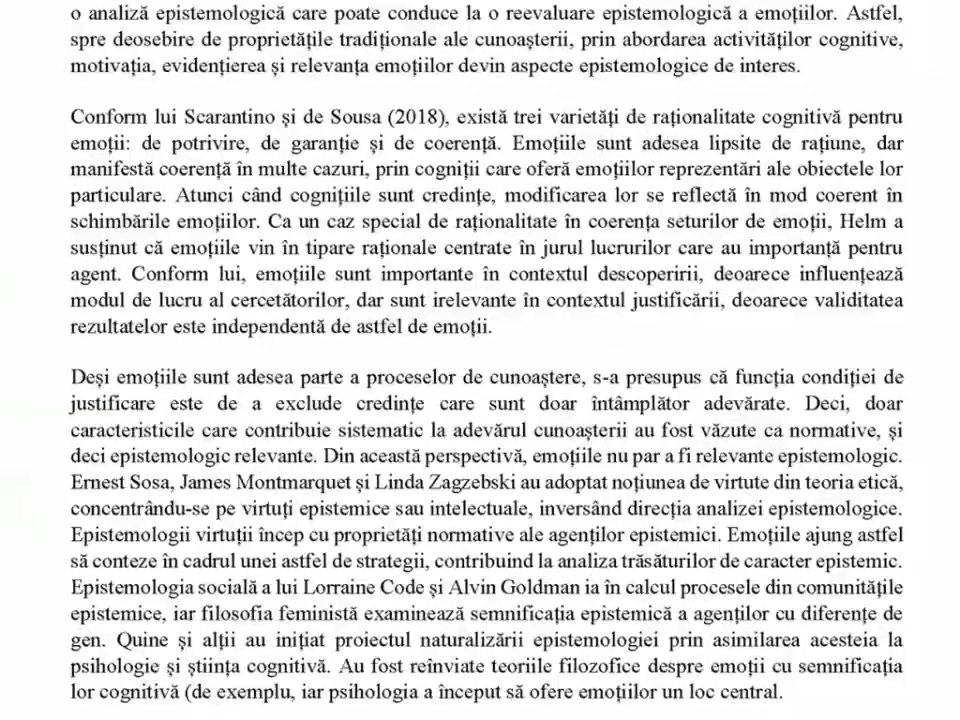 o analiză epistemologică care poate conduce la o reevaluare epistemologică a emoțiilor. Astfel,
spre deosebire de proprietățile tradiționale ale cunoașterii, prin abordarea activităților cognitive,
motivația, evidențierea și relevanța emoțiilor devin aspecte epistemologice de interes.
Conform lui Scarantino și de Sousa (2018), există trei varietăți de raționalitate cognitivă pentru
emoții: de potrivire, de garanție și de coerență. Emoțiile sunt adesea lipsite de rațiune, dar
manifestă coerență în multe cazuri, prin cogniții care oferă emoțiilor reprezentări ale obiectelor lor
particulare. Atunci când cognițiile sunt credințe, modificarea lor se reflectă în mod coerent în
schimbările emoțiilor. Ca un caz special de raționalitate în coerența seturilor de emoții, Helm a
susținut că emoțiile vin în tipare raționale centrate în jurul lucrurilor care au importanță pentru
agent. Conform lui, emoțiile sunt importante în contextul descoperirii, deoarece influențează
modul de lucru al cercetătorilor, dar sunt irelevante în contextul justificării, deoarece validitatea
rezultatelor este independentă de astfel de emoții.
Deși emoțiile sunt adesea parte a proceselor de cunoaștere, s-a presupus că funcția condiției de
justificare este de a exclude credințe care sunt doar întâmplător adevărate. Deci, doar
caracteristicile care contribuie sistematic la adevărul cunoașterii au fost văzute ca normative, și
deci epistemologic relevante. Din această perspectivă, emoțiile nu par a fi relevante epistemologic.
Ernest Sosa, James Montmarquet și Linda Zagzebski au adoptat noțiunea de virtute din teoria etică,
concentrându-se pe virtuți epistemice sau intelectuale, inversând direcția analizei epistemologice.
Epistemologii virtuții încep cu proprietăți normative ale agenților epistemici. Emoțiile ajung astfel
să conteze în cadrul unei astfel de strategii, contribuind la analiza trăsăturilor de caracter epistemic.
Epistemologia socială a lui Lorraine Code și Alvin Goldman ia în calcul procesele din comunitățile
epistemice, iar filosofia feministă examinează semnificația epistemică a agenților cu diferențe de
gen. Quine și alții au inițiat proiectul naturalizării epistemologiei prin asimilarea acesteia la
psihologie și știința cognitivă. Au fost reînviate teoriile filozofice despre emoții cu semnificația
lor cognitivă (de exemplu, iar psihologia a început să ofere emoțiilor un loc central.